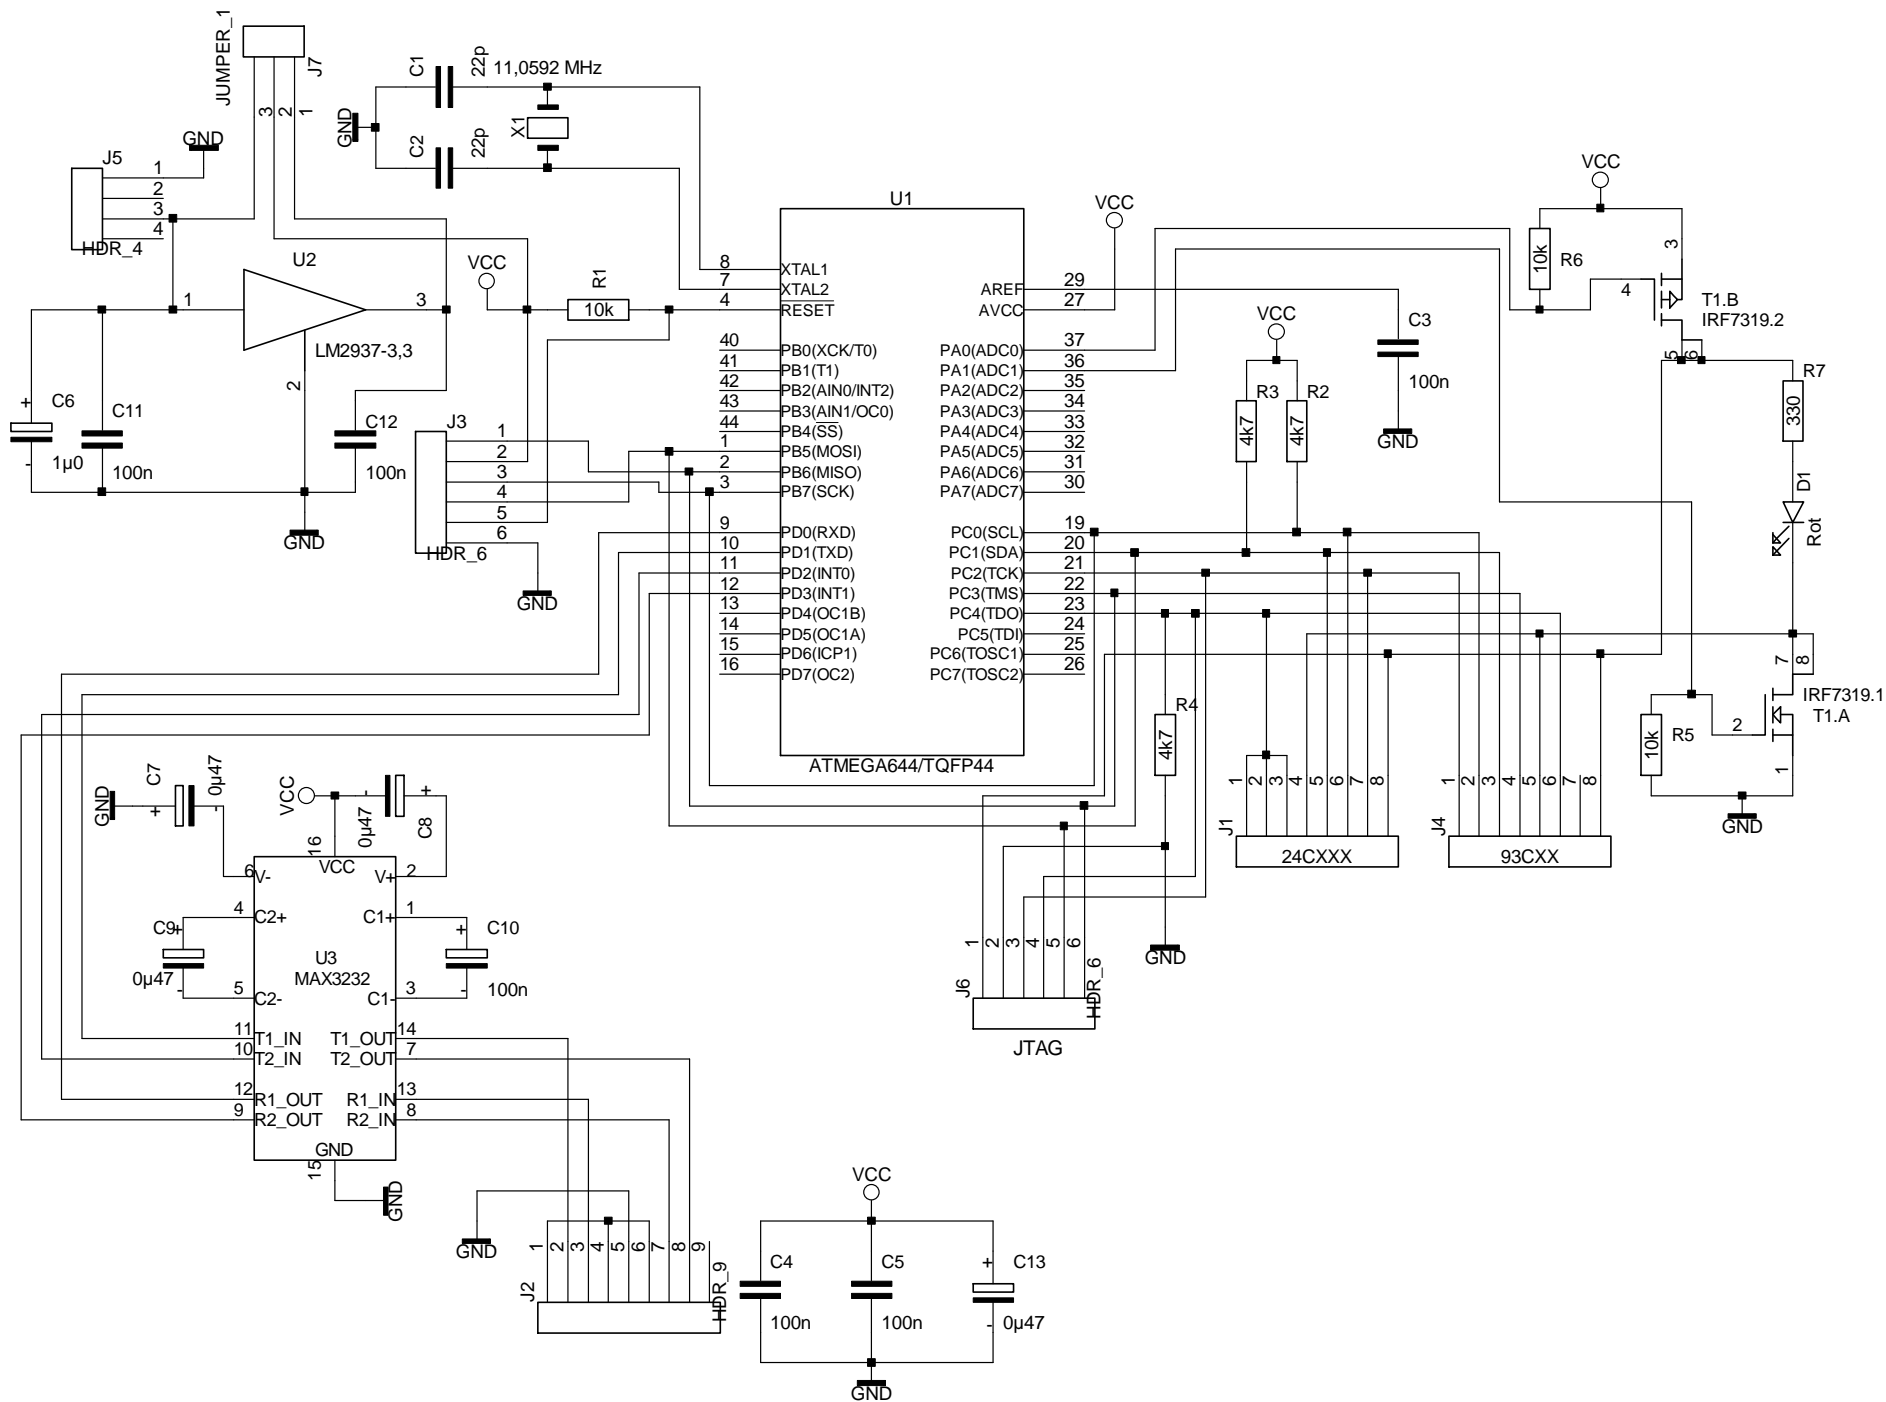 JUMPER_1
J7
3
2
1
GND
J5
1
2
3
4
HDR_4
C1
22p
11,0592 MHz
GND
C2
22p
X1
U2
1
3
2
LM2937-3,3
C6
+
-
1µ0
C11
100n
C12
100n
GND
VCC
R1
10k
J3
1
2
3
4
5
6
HDR_6
GND
U1
8 XTAL1
7 XTAL2
4 RESET
40 PB0(XCK/T0)
41 PB1(T1)
42 PB2(AIN0/INT2)
43 PB3(AIN1/OC0)
44 PB4(SS)
1 PB5(MOSI)
2 PB6(MISO)
3 PB7(SCK)
9 PD0(RXD)
10 PD1(TXD)
11 PD2(INT0)
12 PD3(INT1)
13 PD4(OC1B)
14 PD5(OC1A)
15 PD6(ICP1)
16 PD7(OC2)
AREF 29
AVCC 27
PA0(ADC0) 37
PA1(ADC1) 36
PA2(ADC2) 35
PA3(ADC3) 34
PA4(ADC4) 33
PA5(ADC5) 32
PA6(ADC6) 31
PA7(ADC7) 30
PC0(SCL) 19
PC1(SDA) 20
PC2(TCK) 21
PC3(TMS) 22
PC4(TDO) 23
PC5(TDI) 24
PC6(TOSC1) 25
PC7(TOSC2) 26
ATMEGA644/TQFP44
VCC
C3
100n
GND
VCC
R3
4k7
R2
4k7
VCC
R6
10k
3
4
T1.B
IRF7319.2
5
6
R7
330
D1
Rot
7
8
IRF7319.1
T1.A
2
1
R5
10k
GND
R4
4k7
GND
J1
1
2
3
4
5
6
7
8
24CXXX
J4
1
2
3
4
5
6
7
8
93CXX
J6
1
2
3
4
5
6
HDR_6
JTAG
GND
C7
+
-
0µ47
VCC
16
-
0µ47
+
C8
6 V-
VCC
V+ 2
4 C2+
C1+ 1
C9
+
0µ47
-
5 C2-
U3
MAX3232
C10
+
-
100n
C1- 3
11 T1_IN
T1_OUT 14
10 T2_IN
T2_OUT 7
12 R1_OUT
R1_IN 13
9 R2_OUT
R2_IN 8
GND
15
GND
GND
J2
1
2
3
4
5
6
7
8
9
HDR_9
VCC
C4
100n
C5
100n
+
C13
-
0µ47
GND